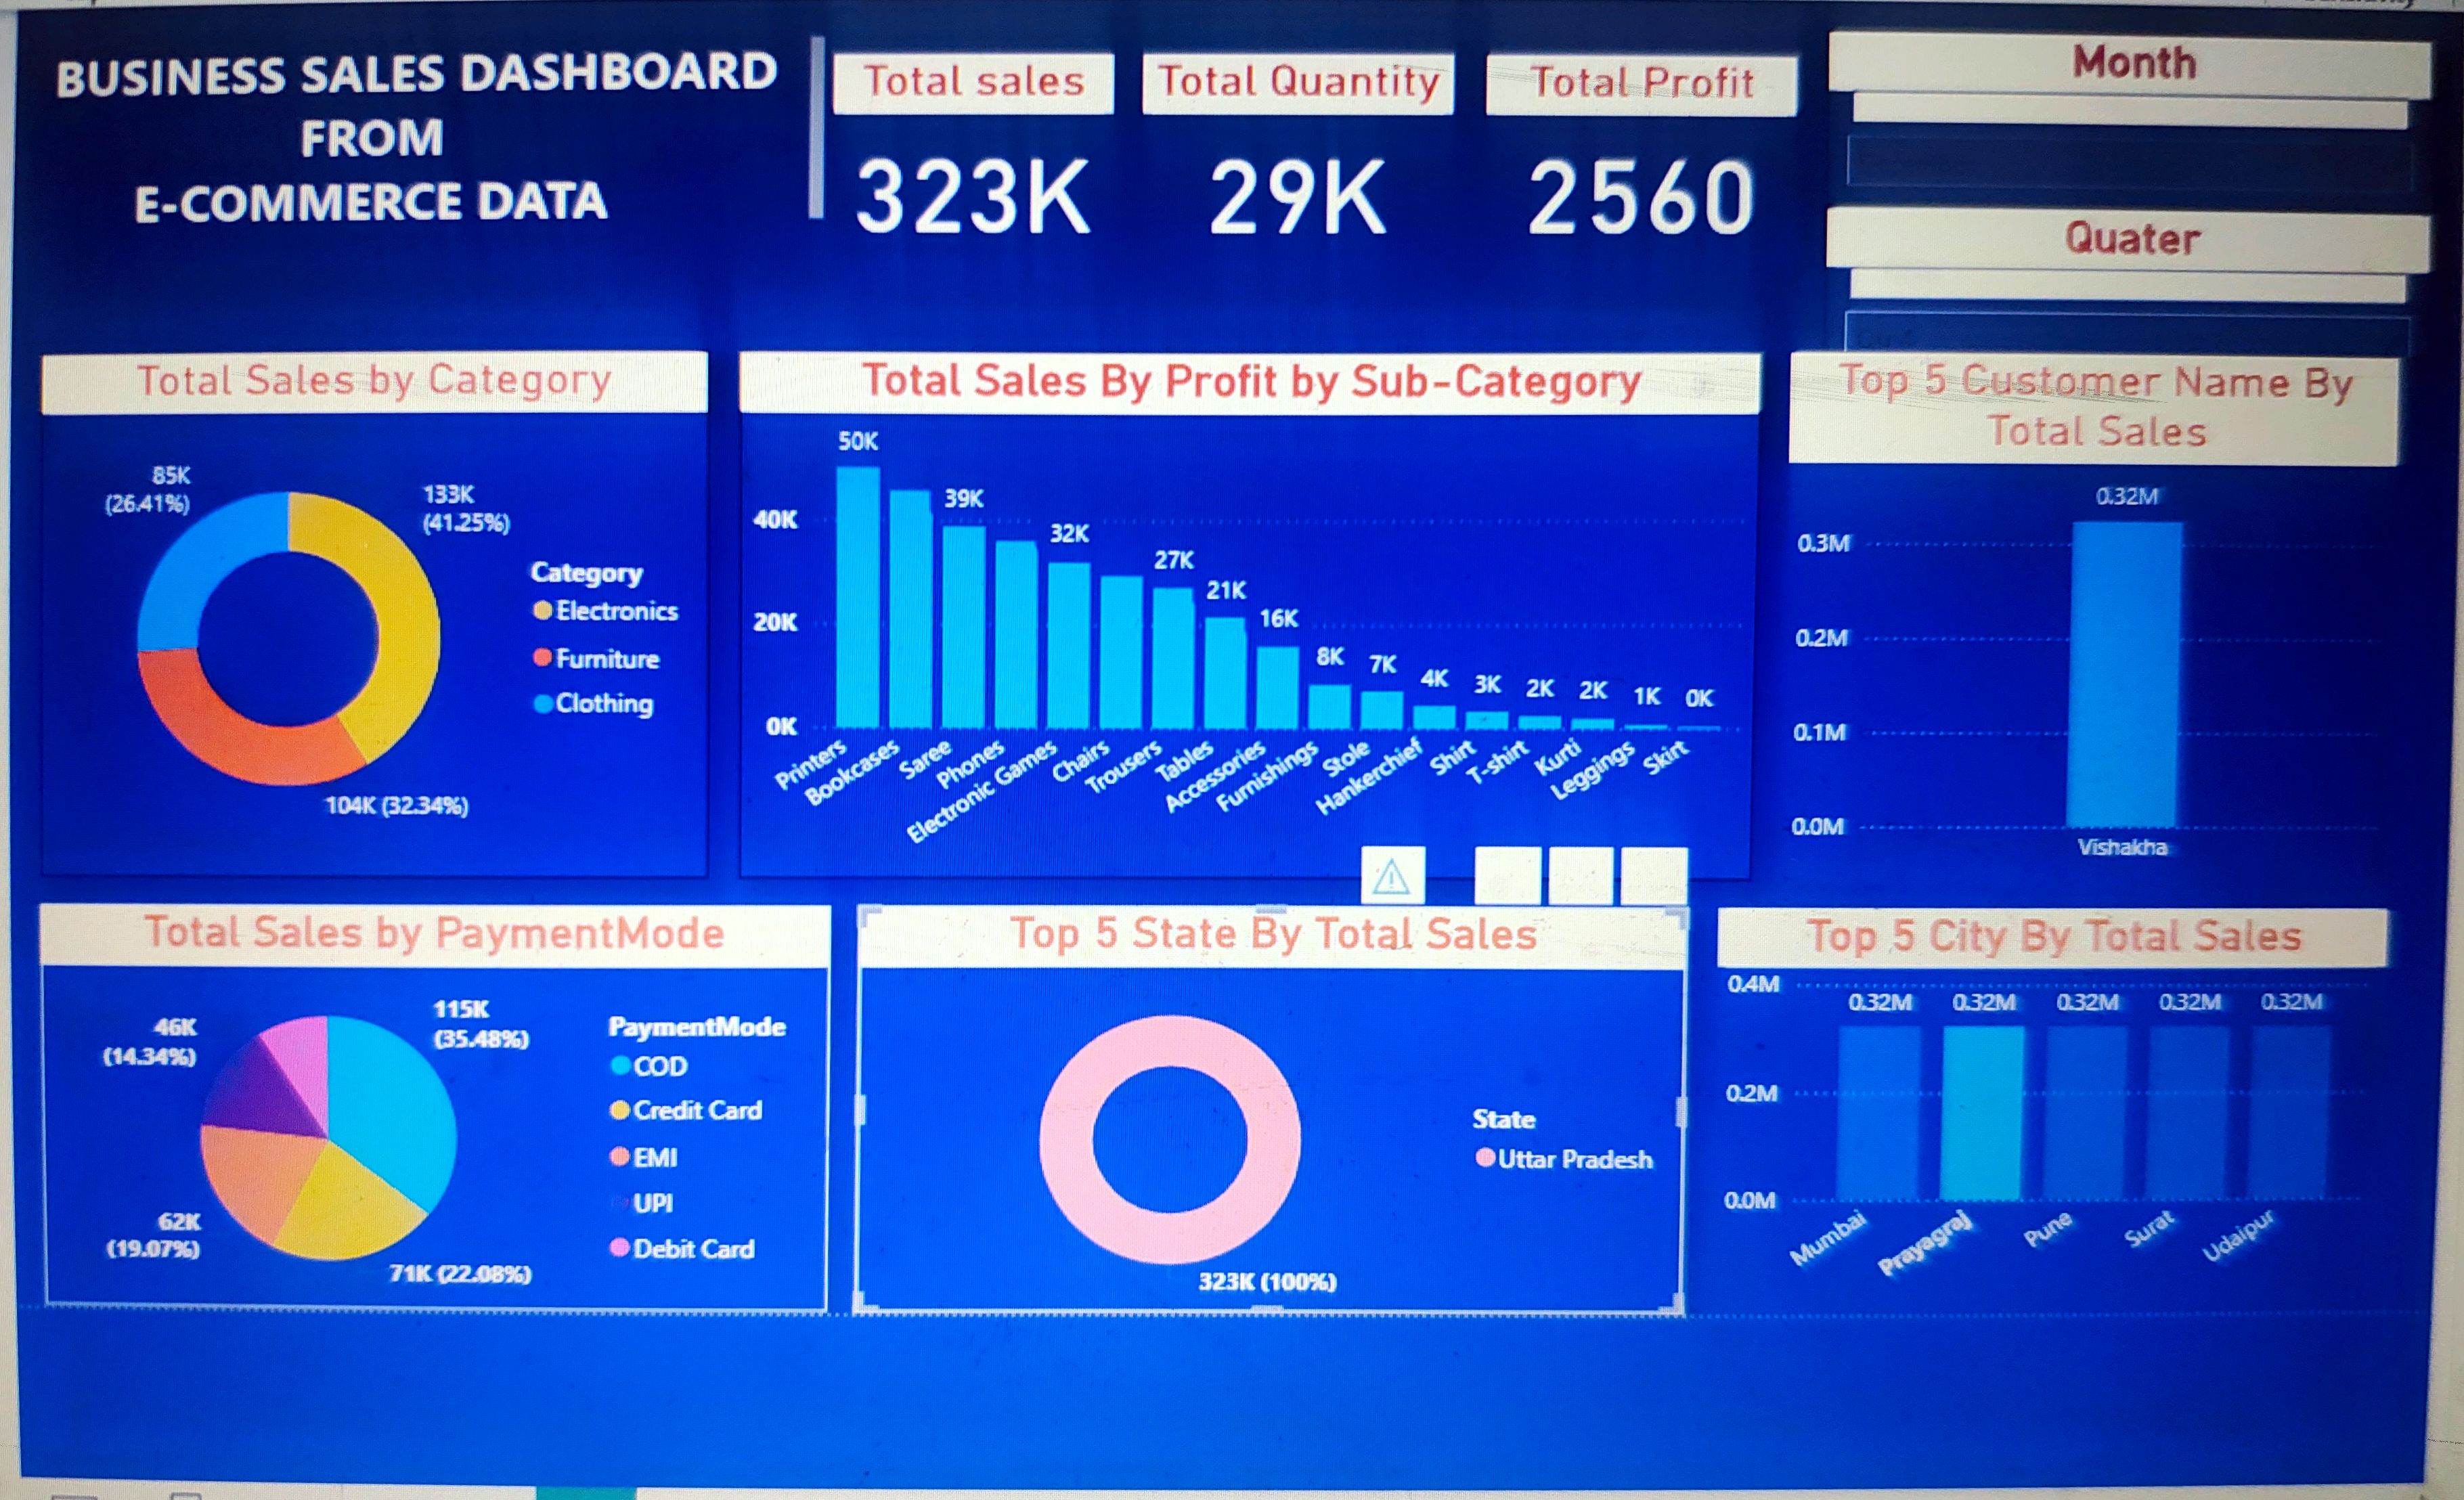 BUSINESS SALES DASHBOARD
FROM
E-COMMERCE DATA
Total sales
323K
Total Quantity
29K
Total Profit
2560
Month
Quater
Total Sales by Category
85K
(26.41%)
133K
(41.25%)
104K (32.34%)
Category
Electronics
Furniture
Clothing
Total Sales By Profit by Sub-Category
50K
39K
32K
27K
21K
16K
8K
7K
4K
3K
2K
2K
1K
0K
40K
20K
0K
Printers
Bookcases
Saree
Phones
Electronic Games
Chairs
Trousers
Tables
Accessories
Furnishings
Stole
Hankerchief
Shirt
T-shirt
Kurti
Leggings
Skirt
Top 5 Customer Name By
Total Sales
0.32M
0.3M
0.2M
0.1M
0.0M
Vishakha
Total Sales by PaymentMode
46K
(14.34%)
115K
(35.48%)
62K
(19.07%)
71K (22.08%)
PaymentMode
COD
Credit Card
EMI
UPI
Debit Card
Top 5 State By Total Sales
State
Uttar Pradesh
323K (100%)
Top 5 City By Total Sales
0.4M
0.32M 0.32M 0.32M 0.32M 0.32M
0.2M
0.0M
Mumbai
Prayagraj
Pune
Surat
Udaipur